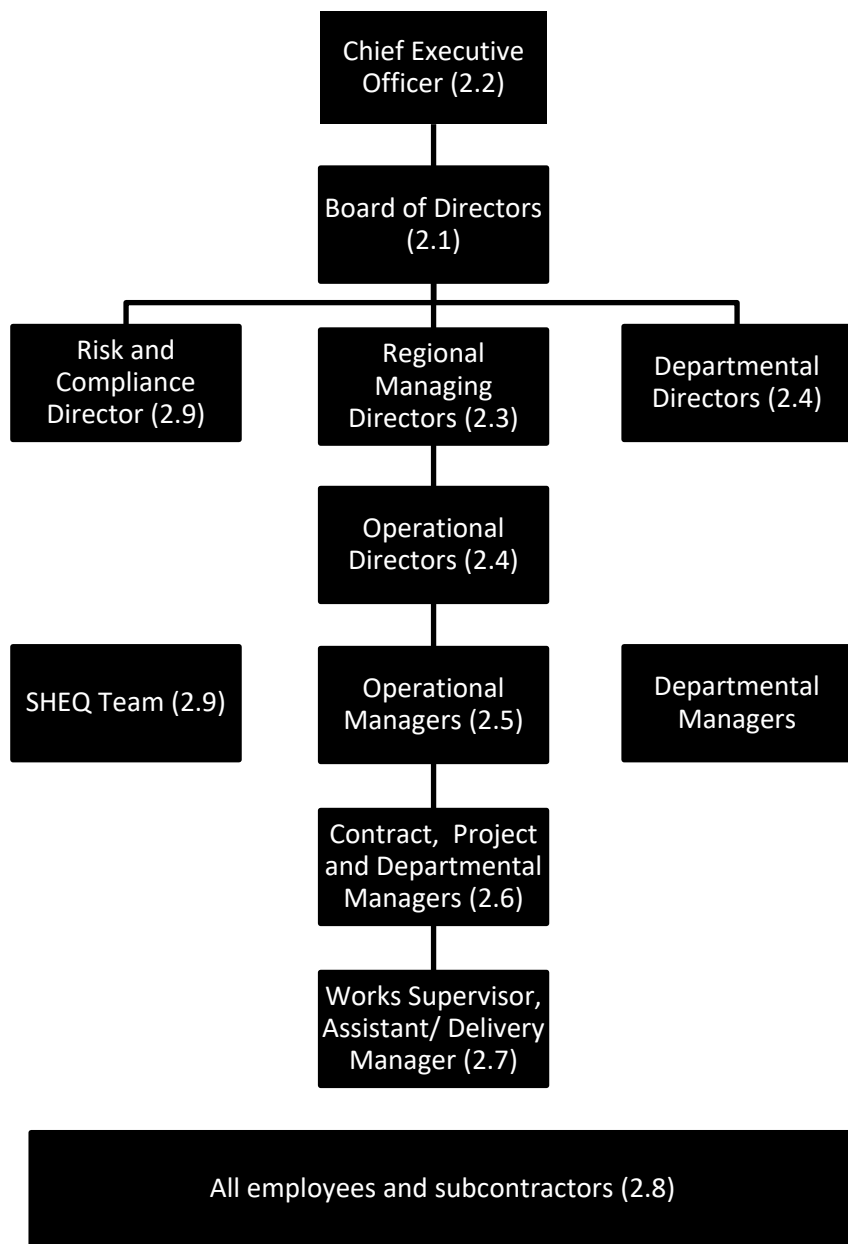 Chief Executive
Officer (2.2)
Board of Directors
(2.1)
Risk and
Compliance
Director (2.9)
Regional
Managing
Directors (2.3)
Departmental
Directors (2.4)
Operational
Directors (2.4)
SHEQ Team (2.9)
Operational
Managers (2.5)
Departmental
Managers
Contract, Project
and Departmental
Managers (2.6)
Works Supervisor,
Assistant/ Delivery
Manager (2.7)
All employees and subcontractors (2.8)